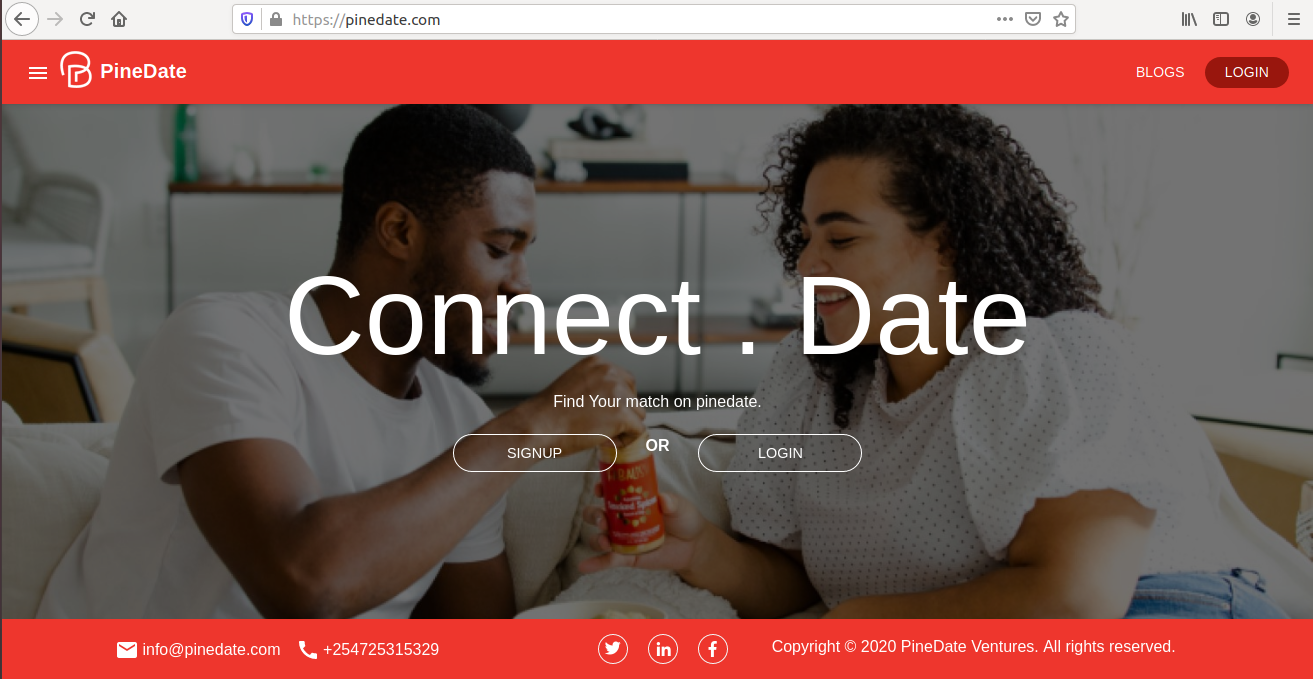 https://pinedate.com
PineDate
BLOGS
LOGIN
Connect . Date
Find Your match on pinedate.
SIGNUP
OR
LOGIN
info@pinedate.com
+254725315329
Copyright © 2020 PineDate Ventures. All rights reserved.